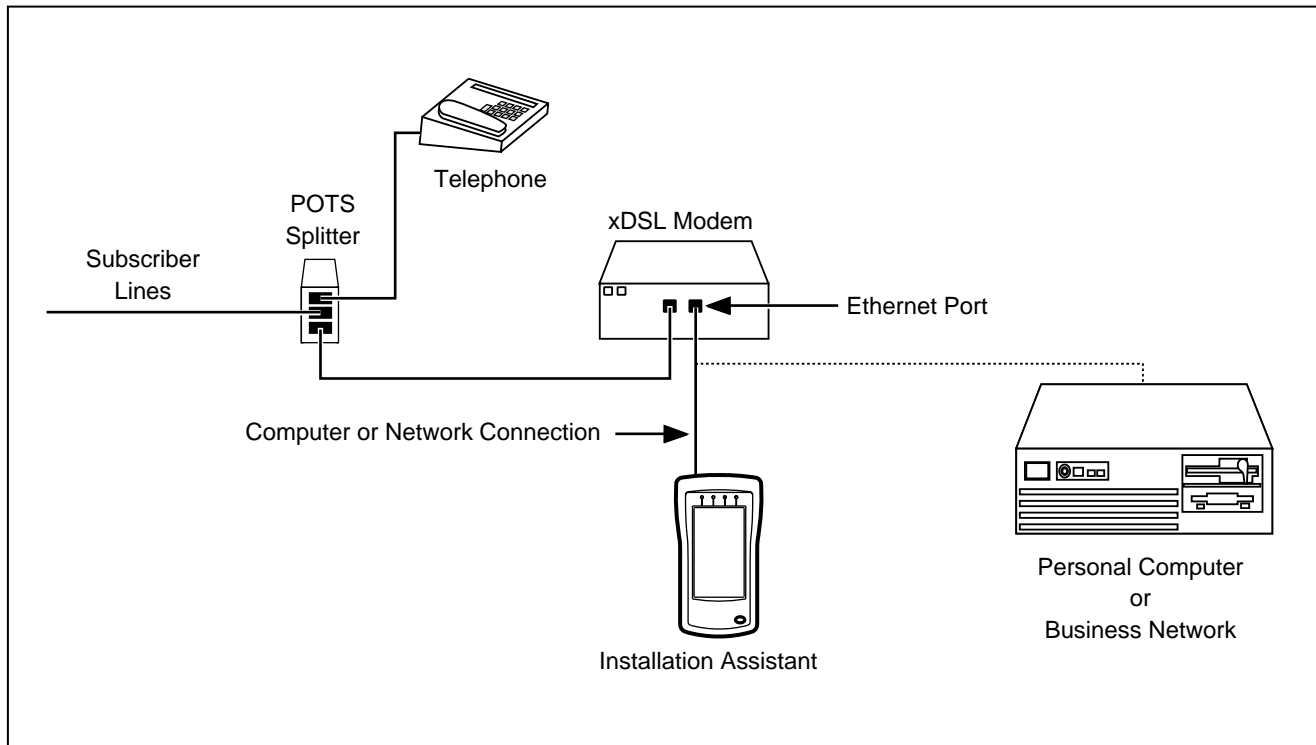 Telephone
POTS
Splitter
xDSL Modem
Subscriber
Lines
Ethernet Port
Computer or Network Connection
Personal Computer
or
Business Network
Installation Assistant